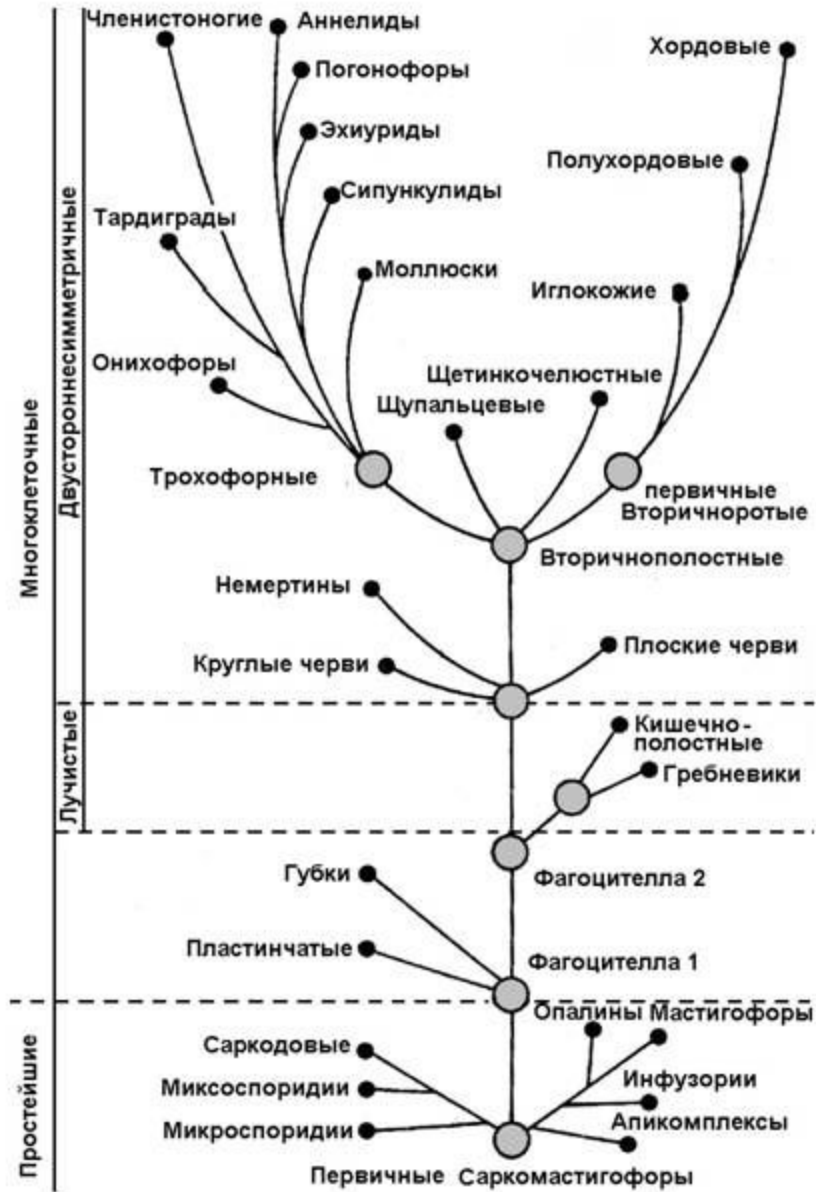 Членистоногие
Аннелиды
Хордовые
Погонофоры
Эхиуриды
Полухордовые
Сипункулиды
Тардиграды
Моллюски
Иглокожие
Онихофоры
Щетинкочелюстные
Щупальцевые
Трохофорные
первичные
Вторичноротые
Вторичнополостные
Немертины
Плоские черви
Круглые черви
Кишечно-
полостные
Гребневики
Губки
Фагоцителла 2
Пластинчатые
Фагоцителла 1
Опалины Мастигофоры
Саркодовые
Инфузории
Миксоспоридии
Апикомплексы
Микроспоридии
Первичные Саркомастигофоры
Многоклеточные
Двустороннесимметричные
Лучистые
Простейшие